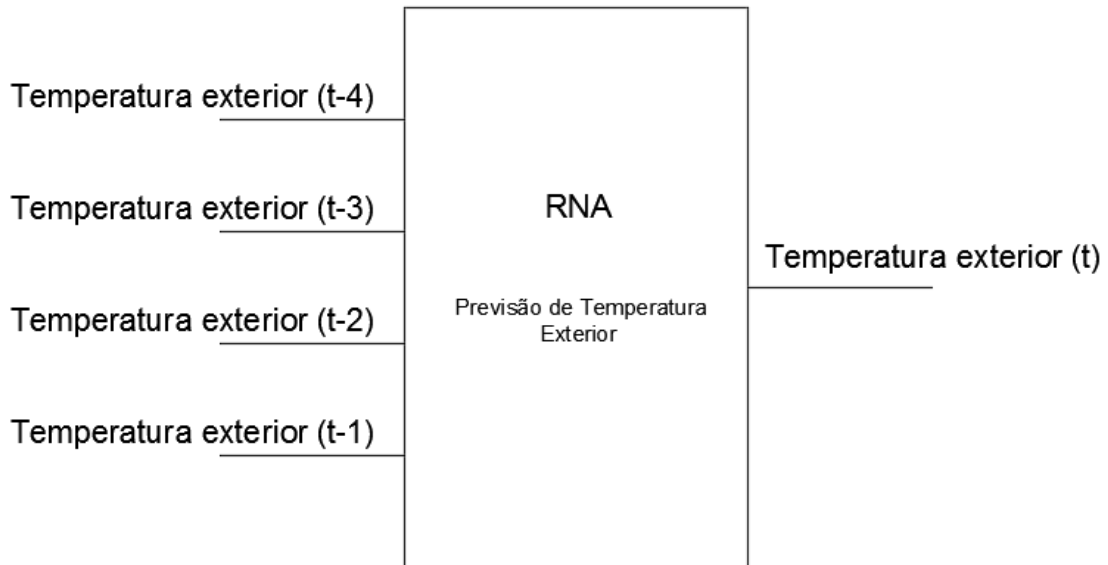 Temperatura exterior (t-4)
Temperatura exterior (t-3)
Temperatura exterior (t-2)
Temperatura exterior (t-1)
RNA
Previsão de Temperatura
Exterior
Temperatura exterior (t)